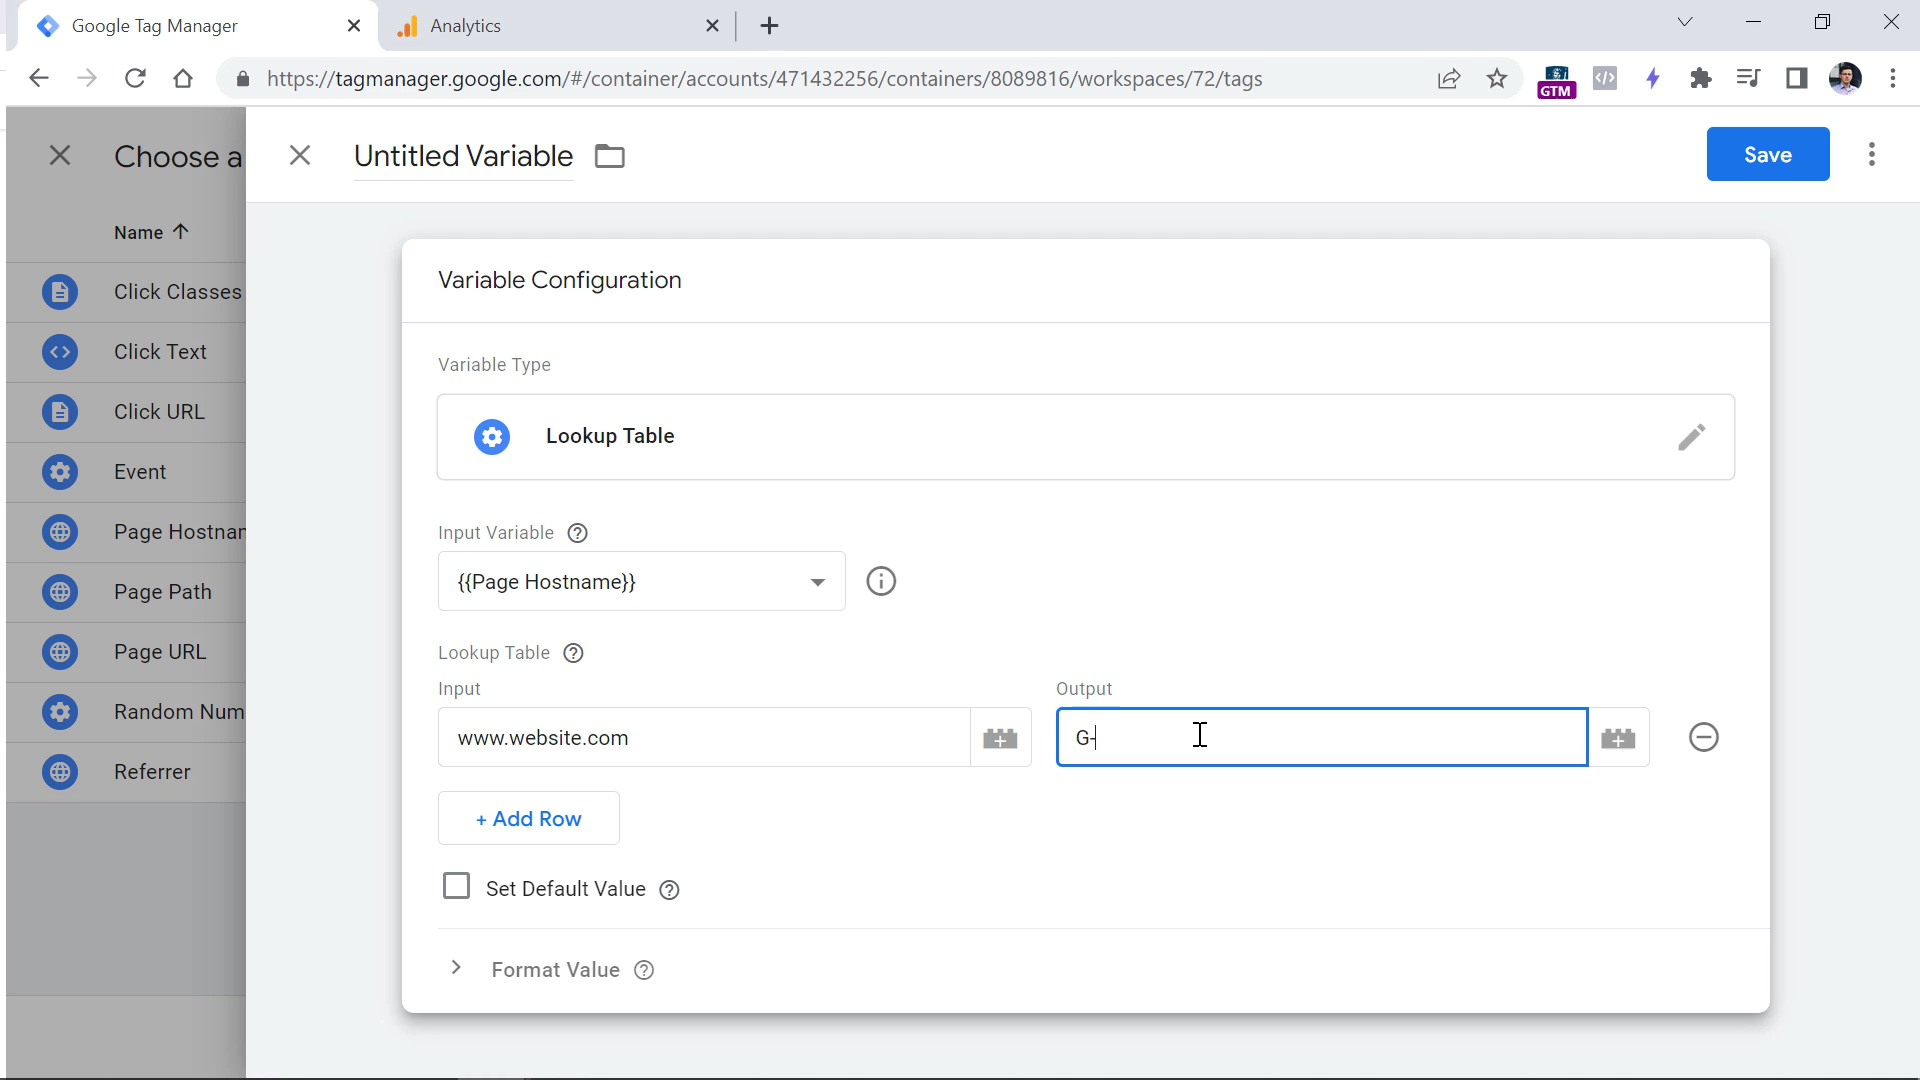 Google Tag Manager
Analytics
https://tagmanager.google.com/#/container/accounts/471432256/containers/8089816/workspaces/72/tags
GTM
Choose a
Untitled Variable
Save
Name
Click Classes
Click Text
Click URL
Event
Page Hostnam
Page Path
Page URL
Random Num
Referrer
Variable Configuration
Variable Type
Lookup Table
Input Variable
{{Page Hostname}}
Lookup Table
Input
Output
www.website.com
G-
+ Add Row
Set Default Value
Format Value